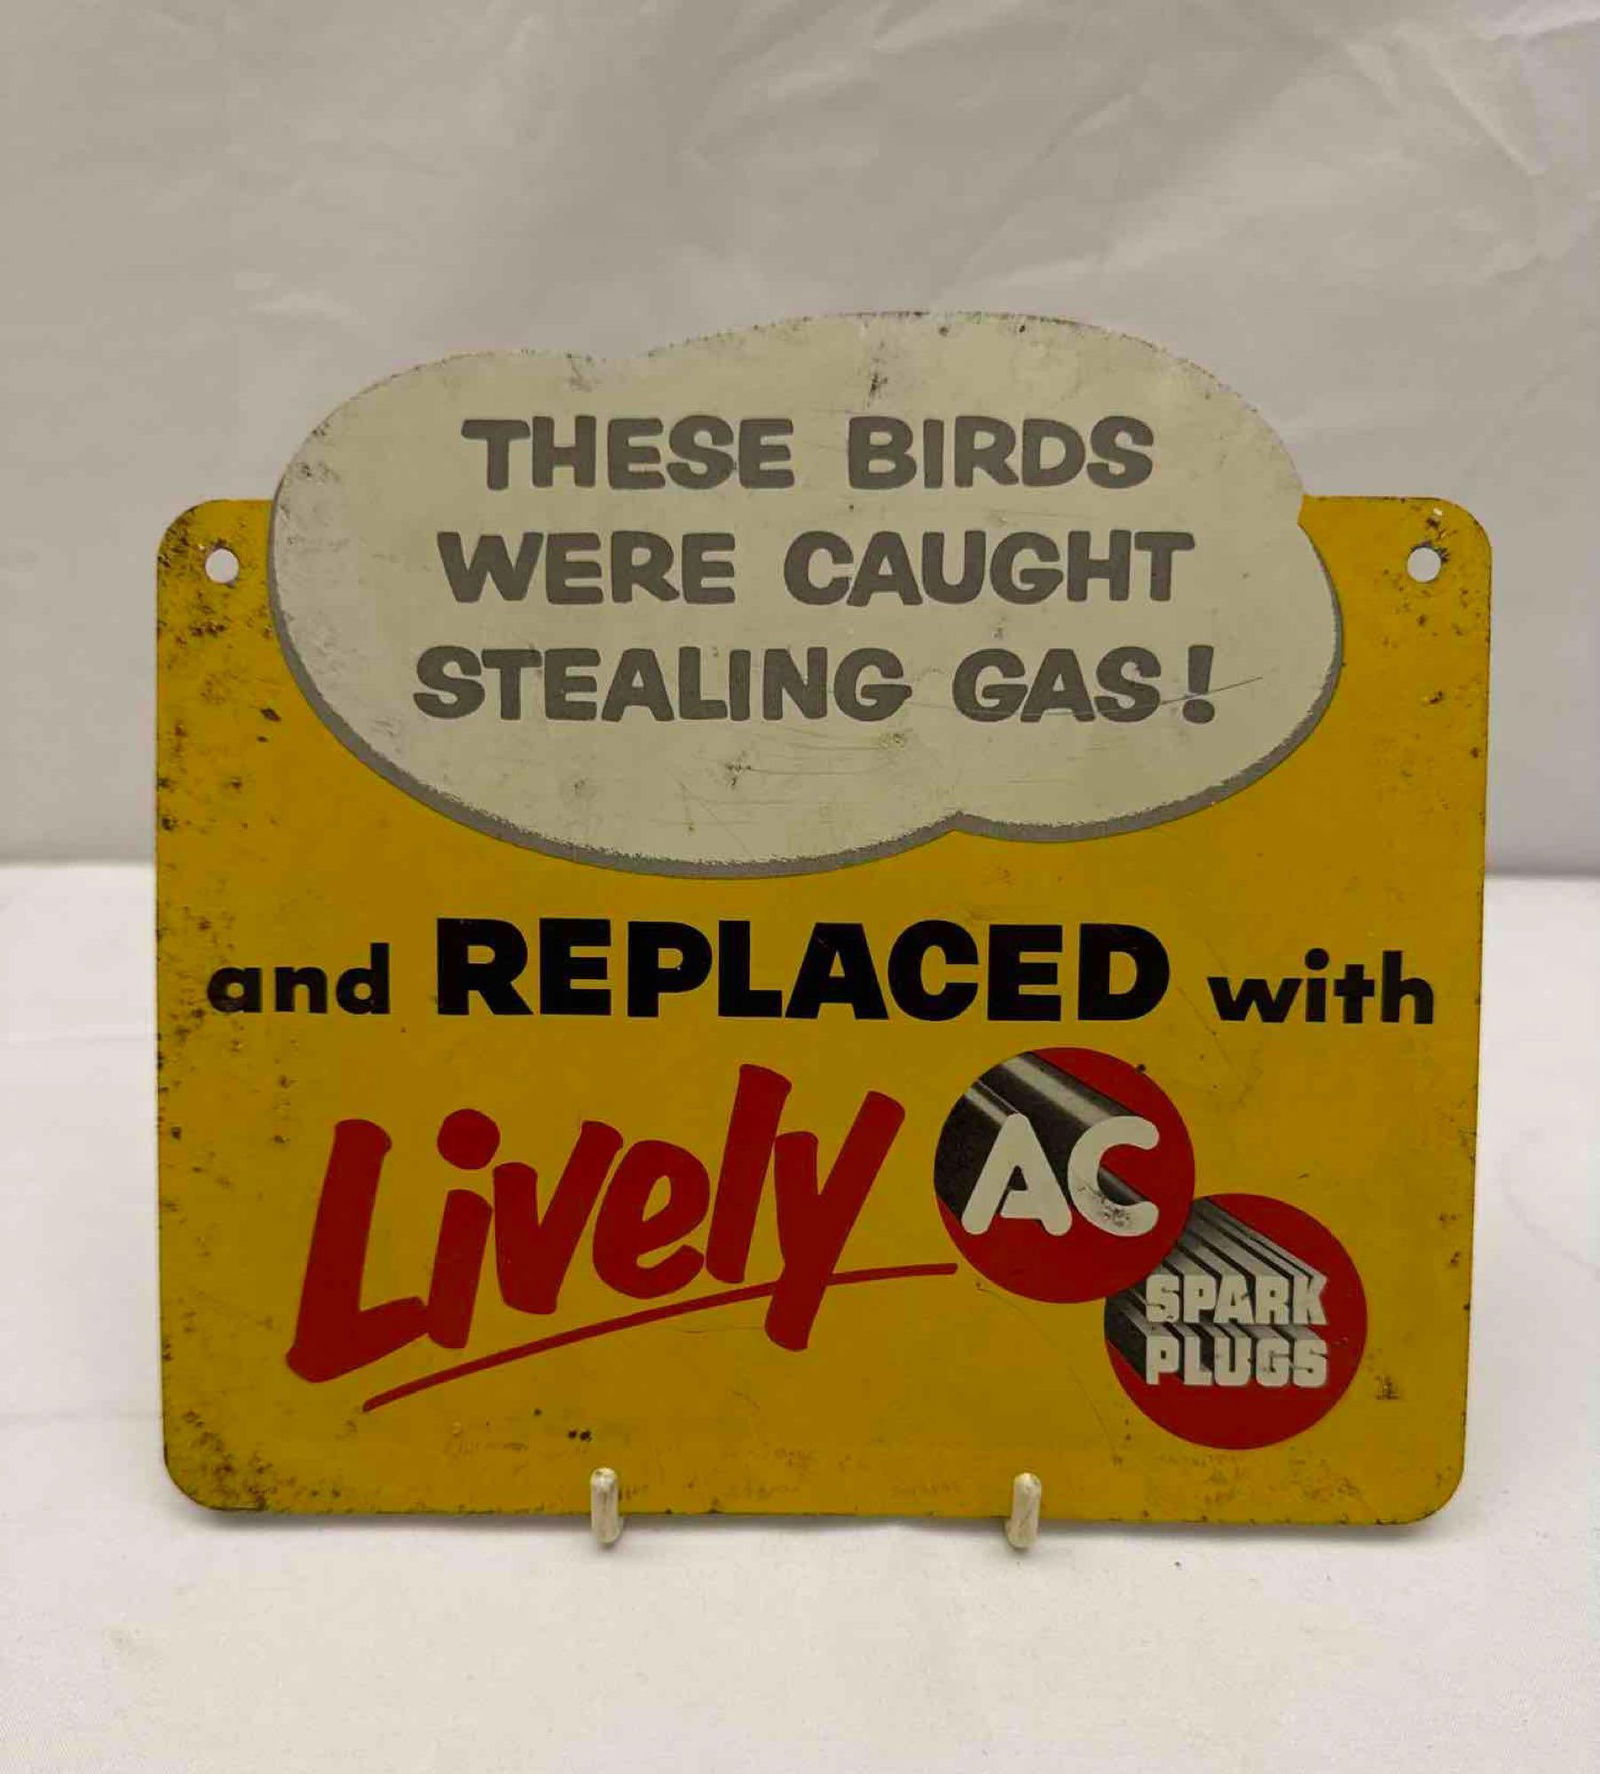 THESE BIRDS
WERE CAUGHT
STEALING GAS!
and REPLACED with
Lively AC
SPARK
PLUGS